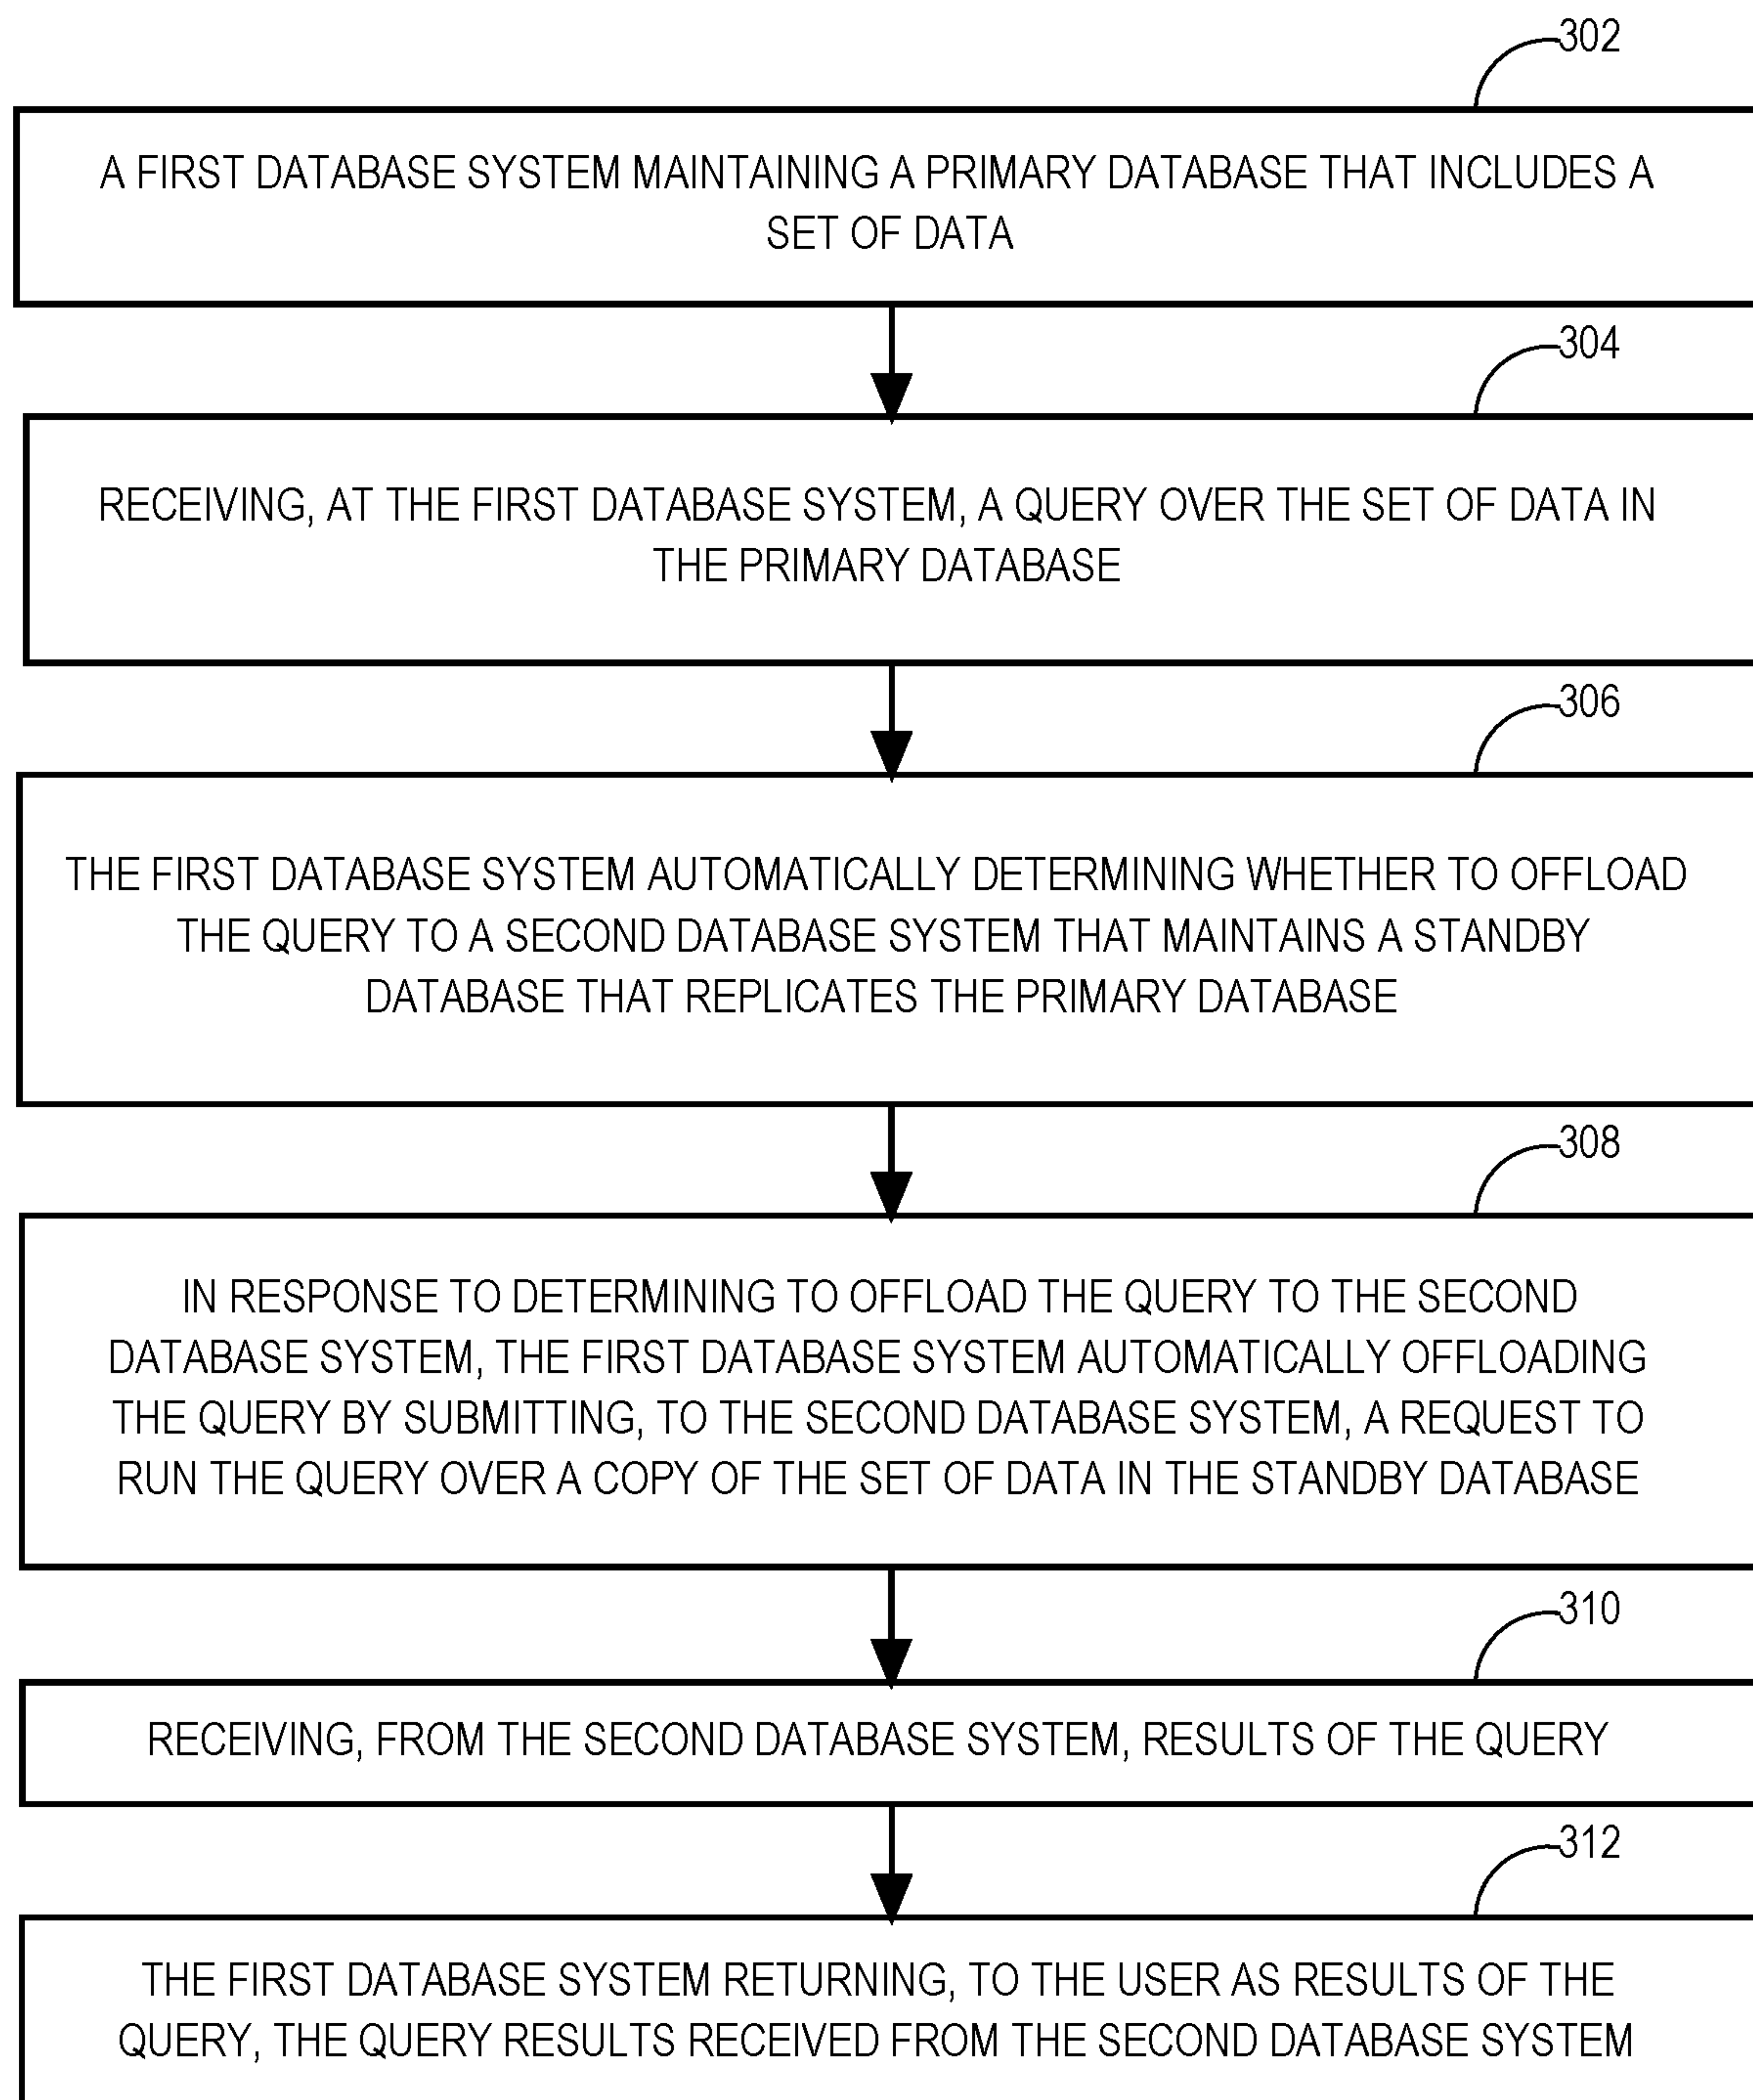 302
A FIRST DATABASE SYSTEM MAINTAINING A PRIMARY DATABASE THAT INCLUDES A
SET OF DATA
304
RECEIVING, AT THE FIRST DATABASE SYSTEM, A QUERY OVER THE SET OF DATA IN
THE PRIMARY DATABASE
306
THE FIRST DATABASE SYSTEM AUTOMATICALLY DETERMINING WHETHER TO OFFLOAD
THE QUERY TO A SECOND DATABASE SYSTEM THAT MAINTAINS A STANDBY
DATABASE THAT REPLICATES THE PRIMARY DATABASE
308
IN RESPONSE TO DETERMINING TO OFFLOAD THE QUERY TO THE SECOND
DATABASE SYSTEM, THE FIRST DATABASE SYSTEM AUTOMATICALLY OFFLOADING
THE QUERY BY SUBMITTING, TO THE SECOND DATABASE SYSTEM, A REQUEST TO
RUN THE QUERY OVER A COPY OF THE SET OF DATA IN THE STANDBY DATABASE
310
RECEIVING, FROM THE SECOND DATABASE SYSTEM, RESULTS OF THE QUERY
312
THE FIRST DATABASE SYSTEM RETURNING, TO THE USER AS RESULTS OF THE
QUERY, THE QUERY RESULTS RECEIVED FROM THE SECOND DATABASE SYSTEM